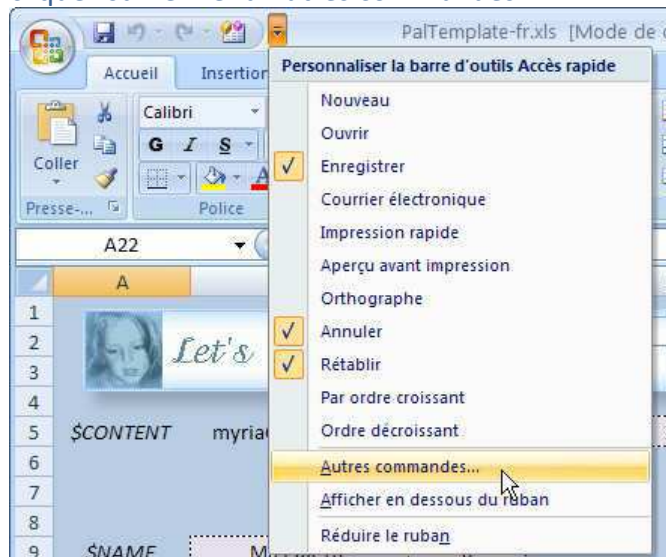 PalTemplate-fr.xls [Mode de
Accueil Insertion
Personnaliser la barre d'outils Accès rapide
Nouveau
Ouvrir
Enregistrer
Courrier électronique
Impression rapide
Aperçu avant impression
Orthographe
Annuler
Rétablir
Par ordre croissant
Ordre décroissant
Autres commandes...
Afficher en dessous du ruban
Réduire le ruban
Coller
Calibri
G I S
A
Presse-... Police
A22
A
1
2
3
4
5
6
7
8
9
Let's
$CONTENT
$NAME